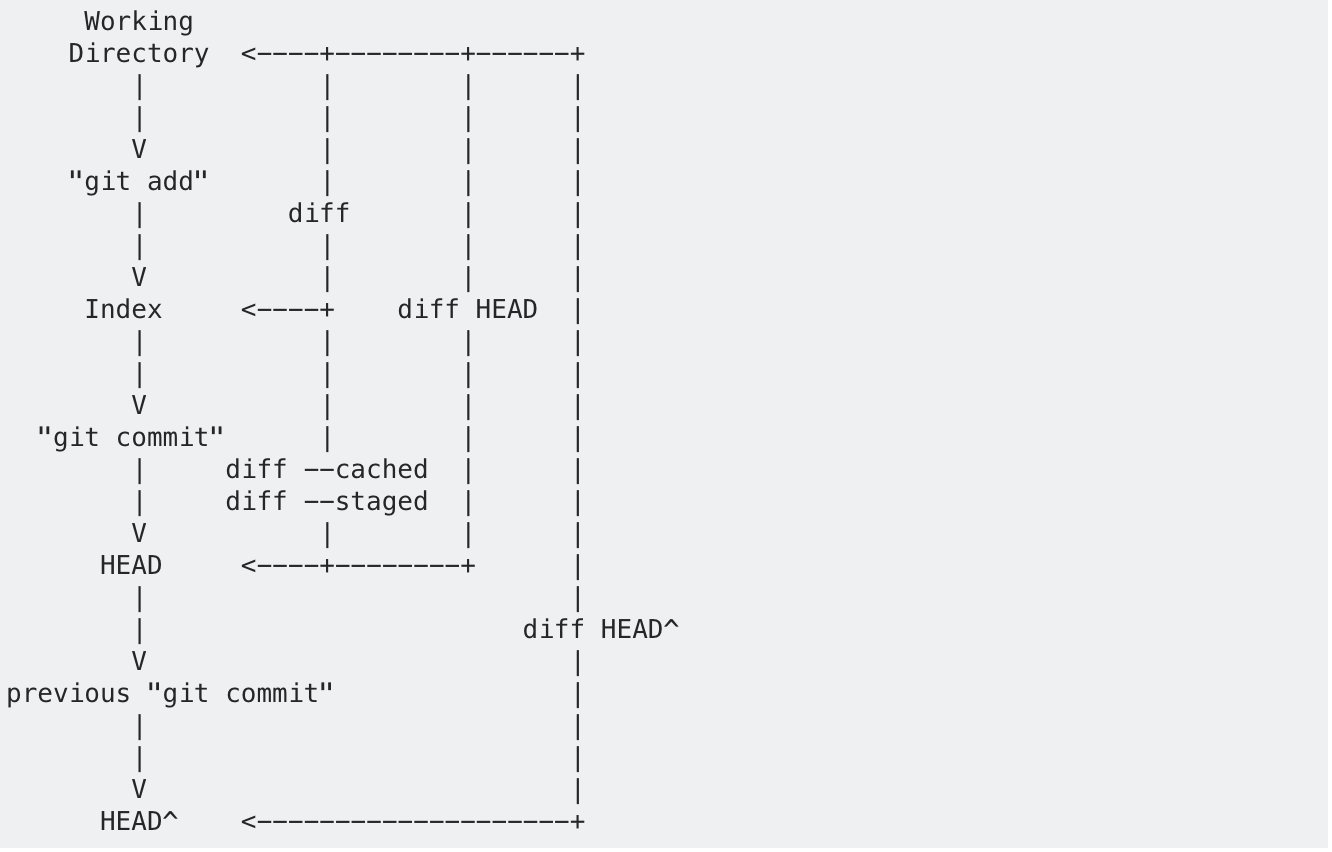 Working
    Directory  <----+--------+------+
        |           |        |      |
        |           |        |      |
        V           |        |      |
    "git add"       |        |      |
        |         diff       |      |
        |           |        |      |
        V           |        |      |
     Index     <----+    diff HEAD  |
        |           |        |      |
        |           |        |      |
        V           |        |      |
  "git commit"      |        |      |
        |     diff --cached  |      |
        |     diff --staged  |      |
        V           |        |      |
      HEAD     <----+--------+      |
        |                           |
        |                        diff HEAD^
        V                           |
previous "git commit"               |
        |                           |
        |                           |
        V                           |
      HEAD^    <--------------------+